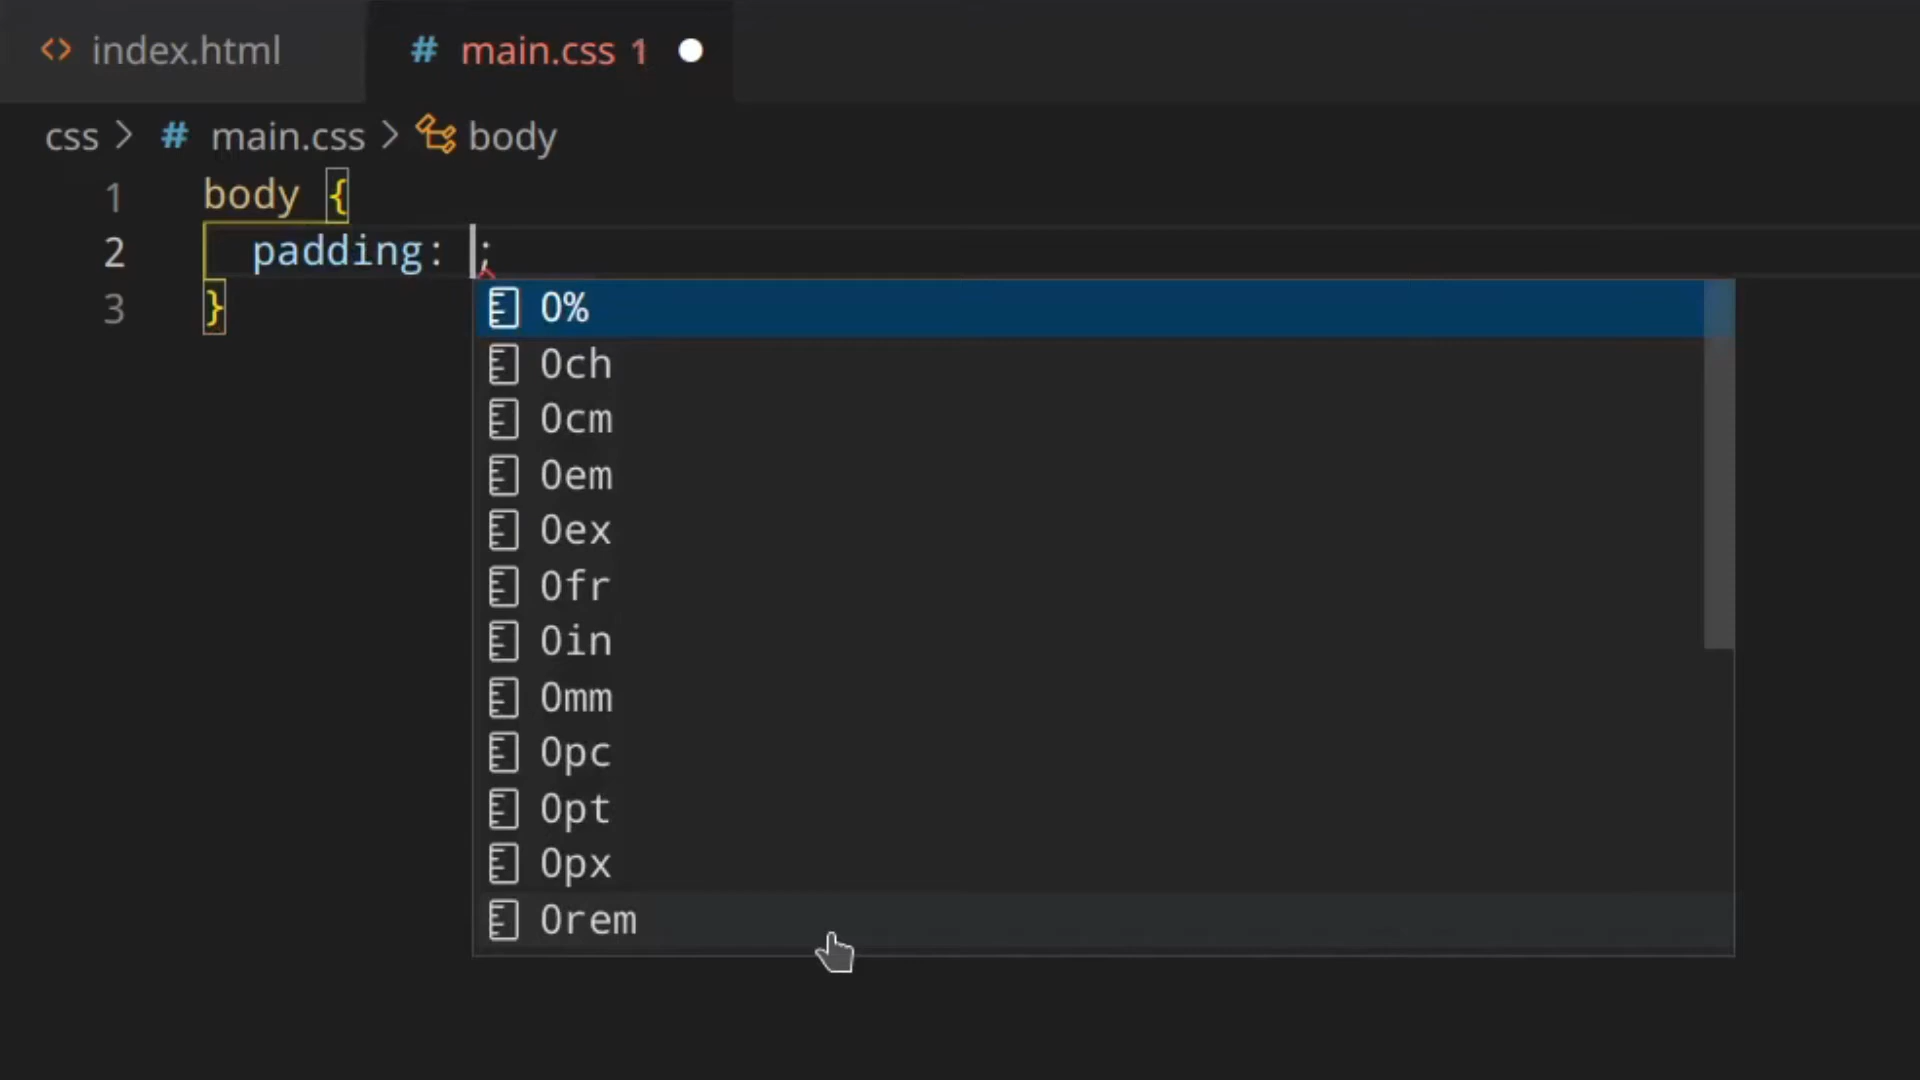 <> index.html # main.css 1
css > # main.css > body
1 body {
2 padding: ;
3 }
0%
0ch
0cm
0em
0ex
0fr
0in
0mm
0pc
0pt
0px
0rem